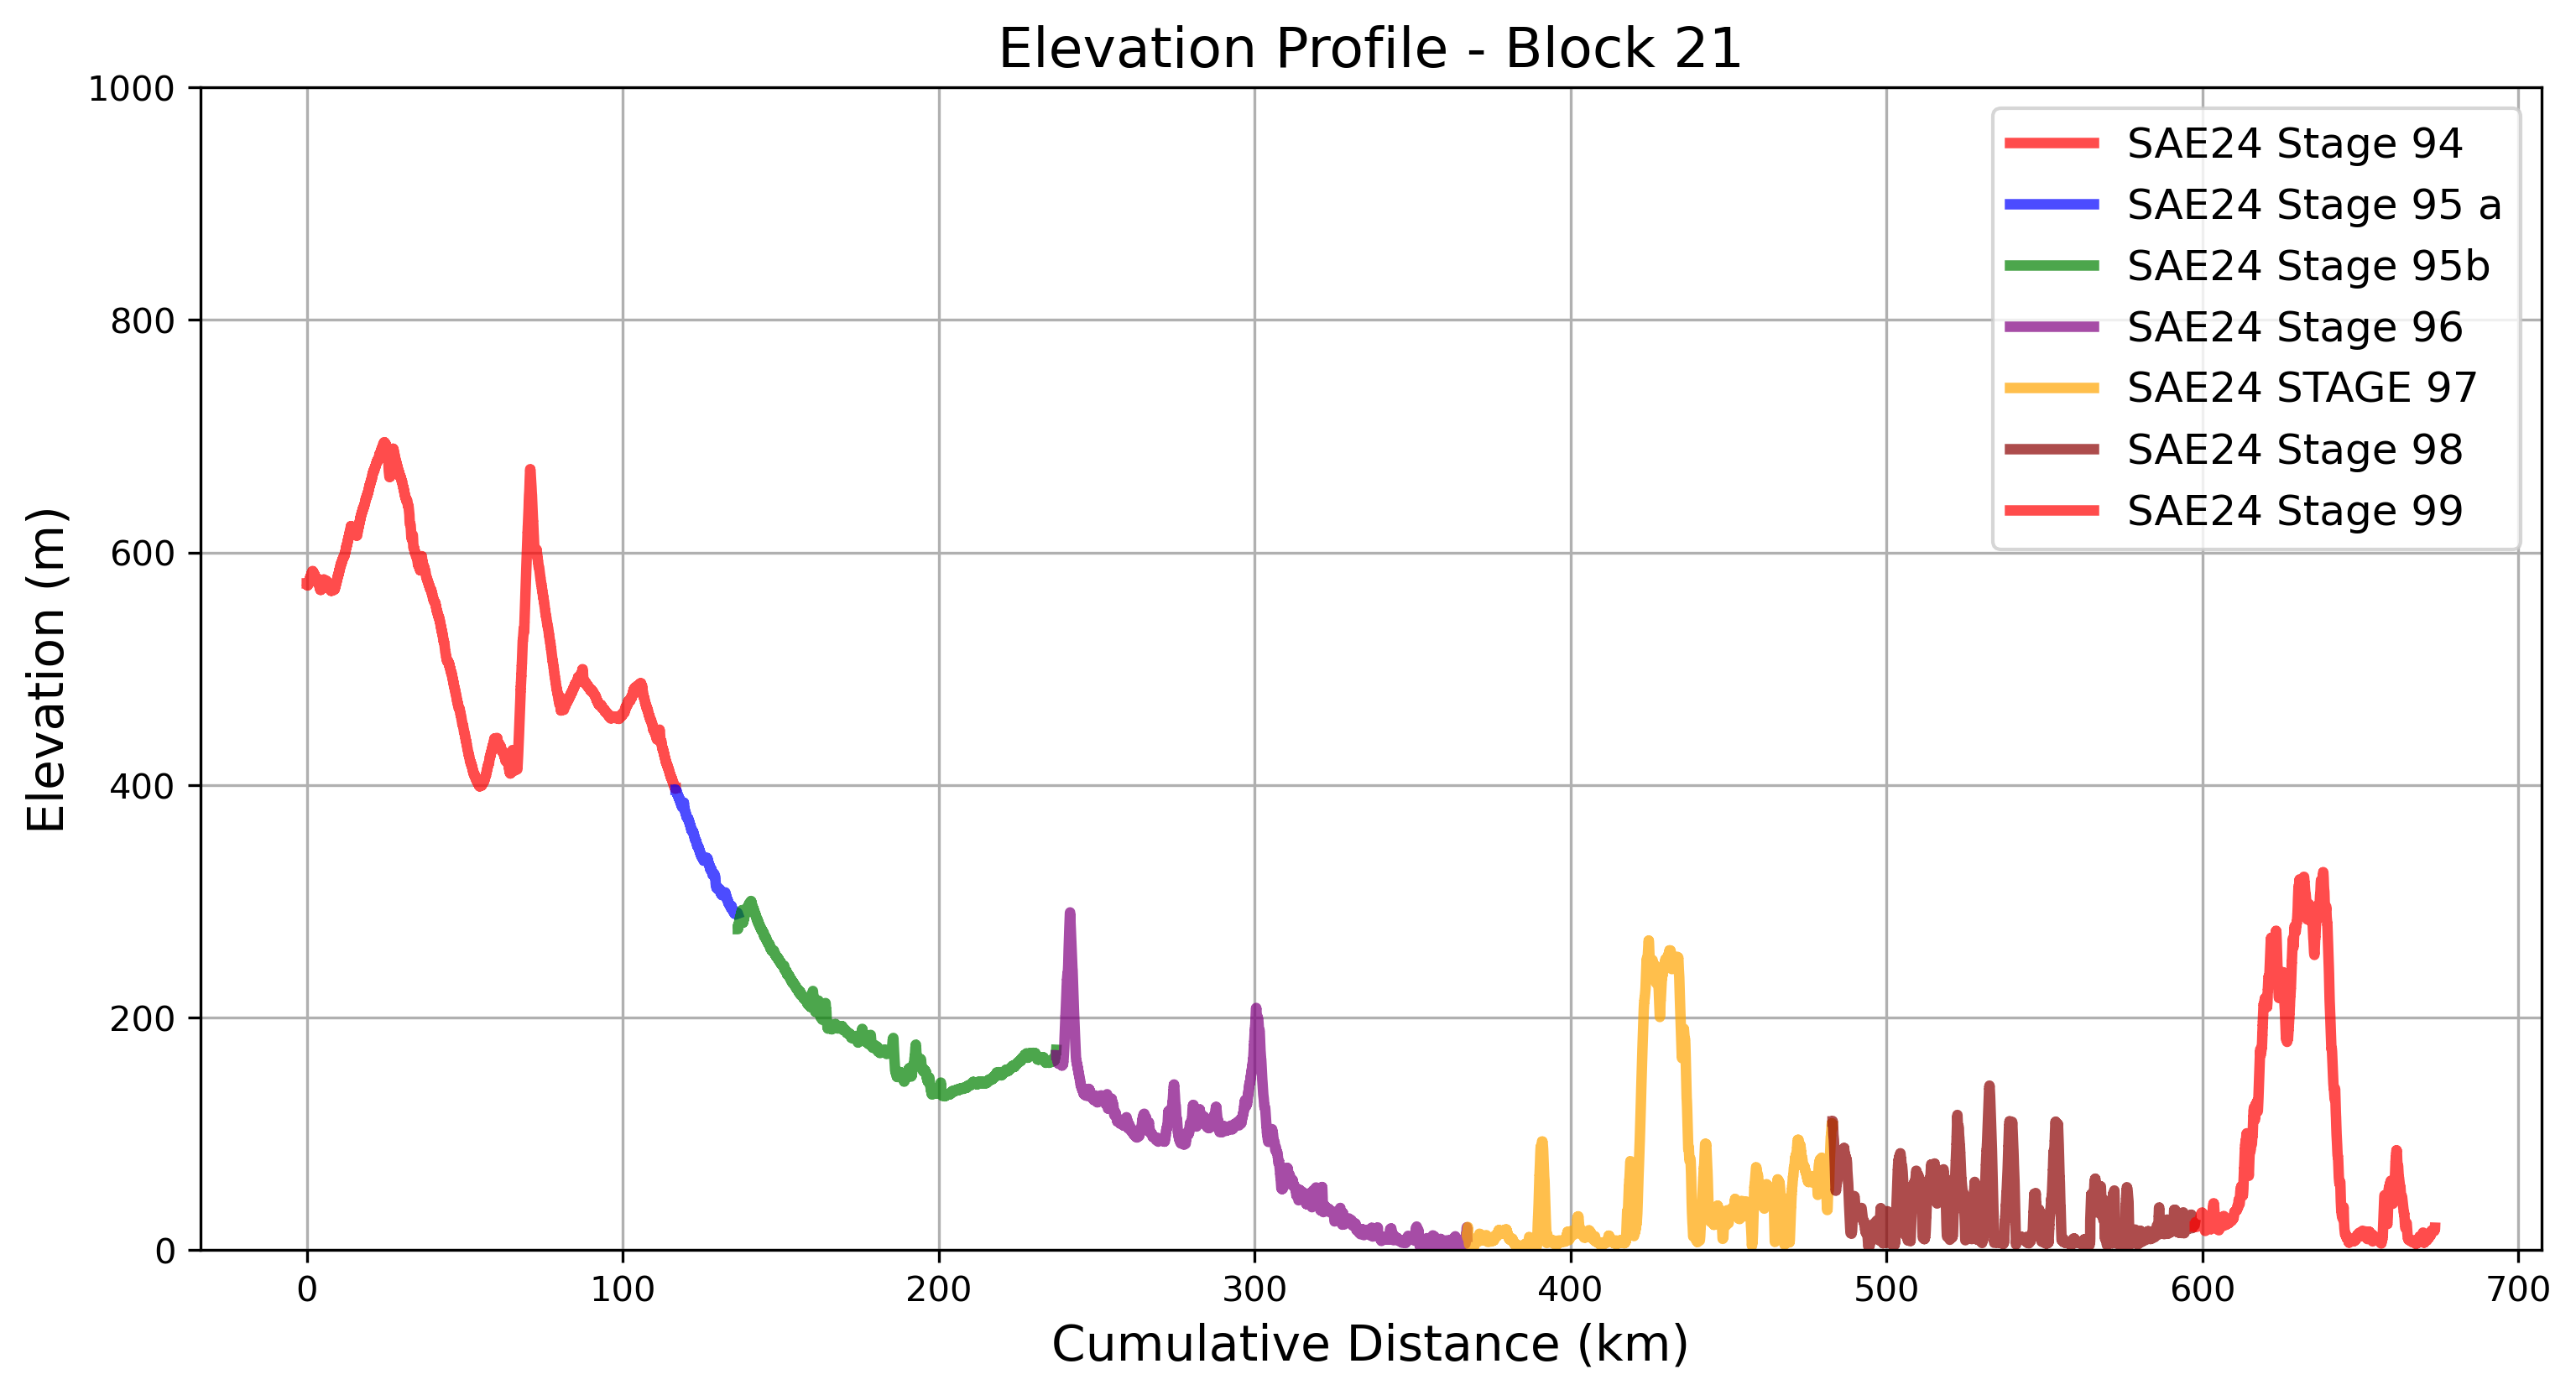 Elevation Profile - Block 21
1000
800
600
400
200
0
Elevation (m)
SAE24 Stage 94
SAE24 Stage 95 a
SAE24 Stage 95b
SAE24 Stage 96
SAE24 STAGE 97
SAE24 Stage 98
SAE24 Stage 99
0 100 200 300 400 500 600 700
Cumulative Distance (km)